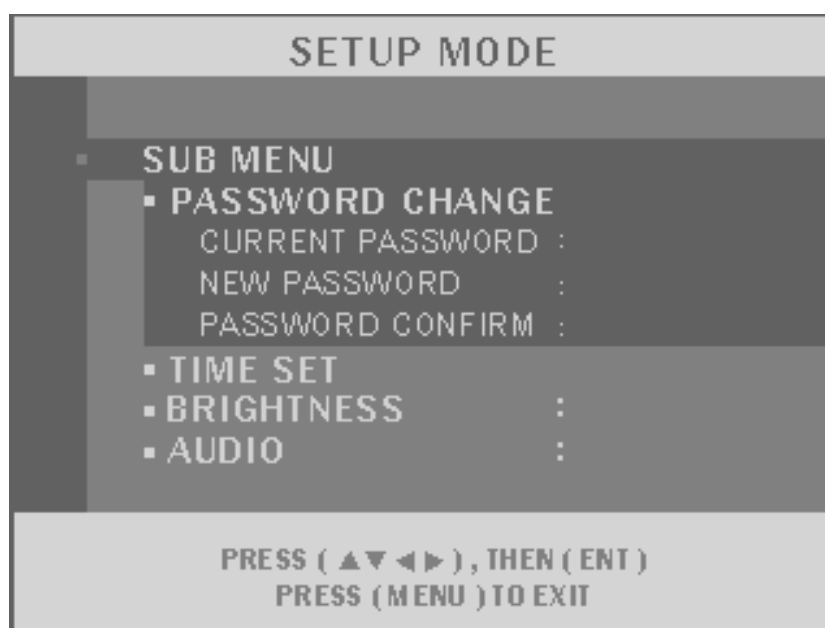 SETUP MODE
SUB MENU
PASSWORD CHANGE
CURRENT PASSWORD :
NEW PASSWORD :
PASSWORD CONFIRM :
TIME SET
BRIGHTNESS :
AUDIO :
PRESS ( ▲▼◀▶ ) , THEN ( ENT )
PRESS ( MENU ) TO EXIT